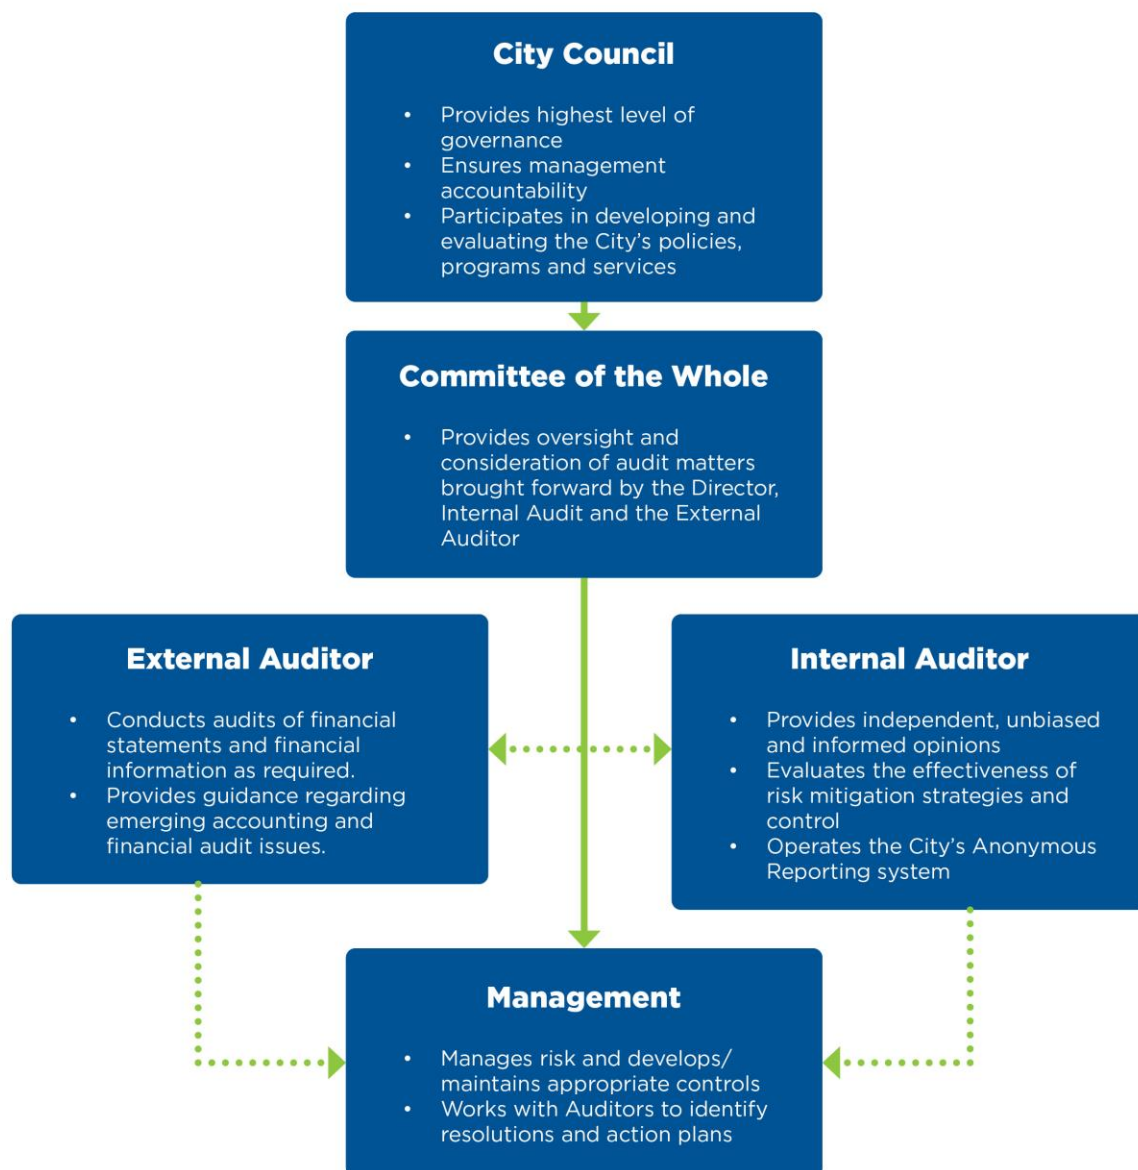 City Council
• Provides highest level of
governance
• Ensures management
accountability
• Participates in developing and
evaluating the City’s policies,
programs and services
Committee of the Whole
• Provides oversight and
consideration of audit matters
brought forward by the Director,
Internal Audit and the External
Auditor
External Auditor
• Conducts audits of financial
statements and financial
information as required.
• Provides guidance regarding
emerging accounting and
financial audit issues.
Internal Auditor
• Provides independent, unbiased
and informed opinions
• Evaluates the effectiveness of
risk mitigation strategies and
control
• Operates the City’s Anonymous
Reporting system
Management
• Manages risk and develops/
maintains appropriate controls
• Works with Auditors to identify
resolutions and action plans